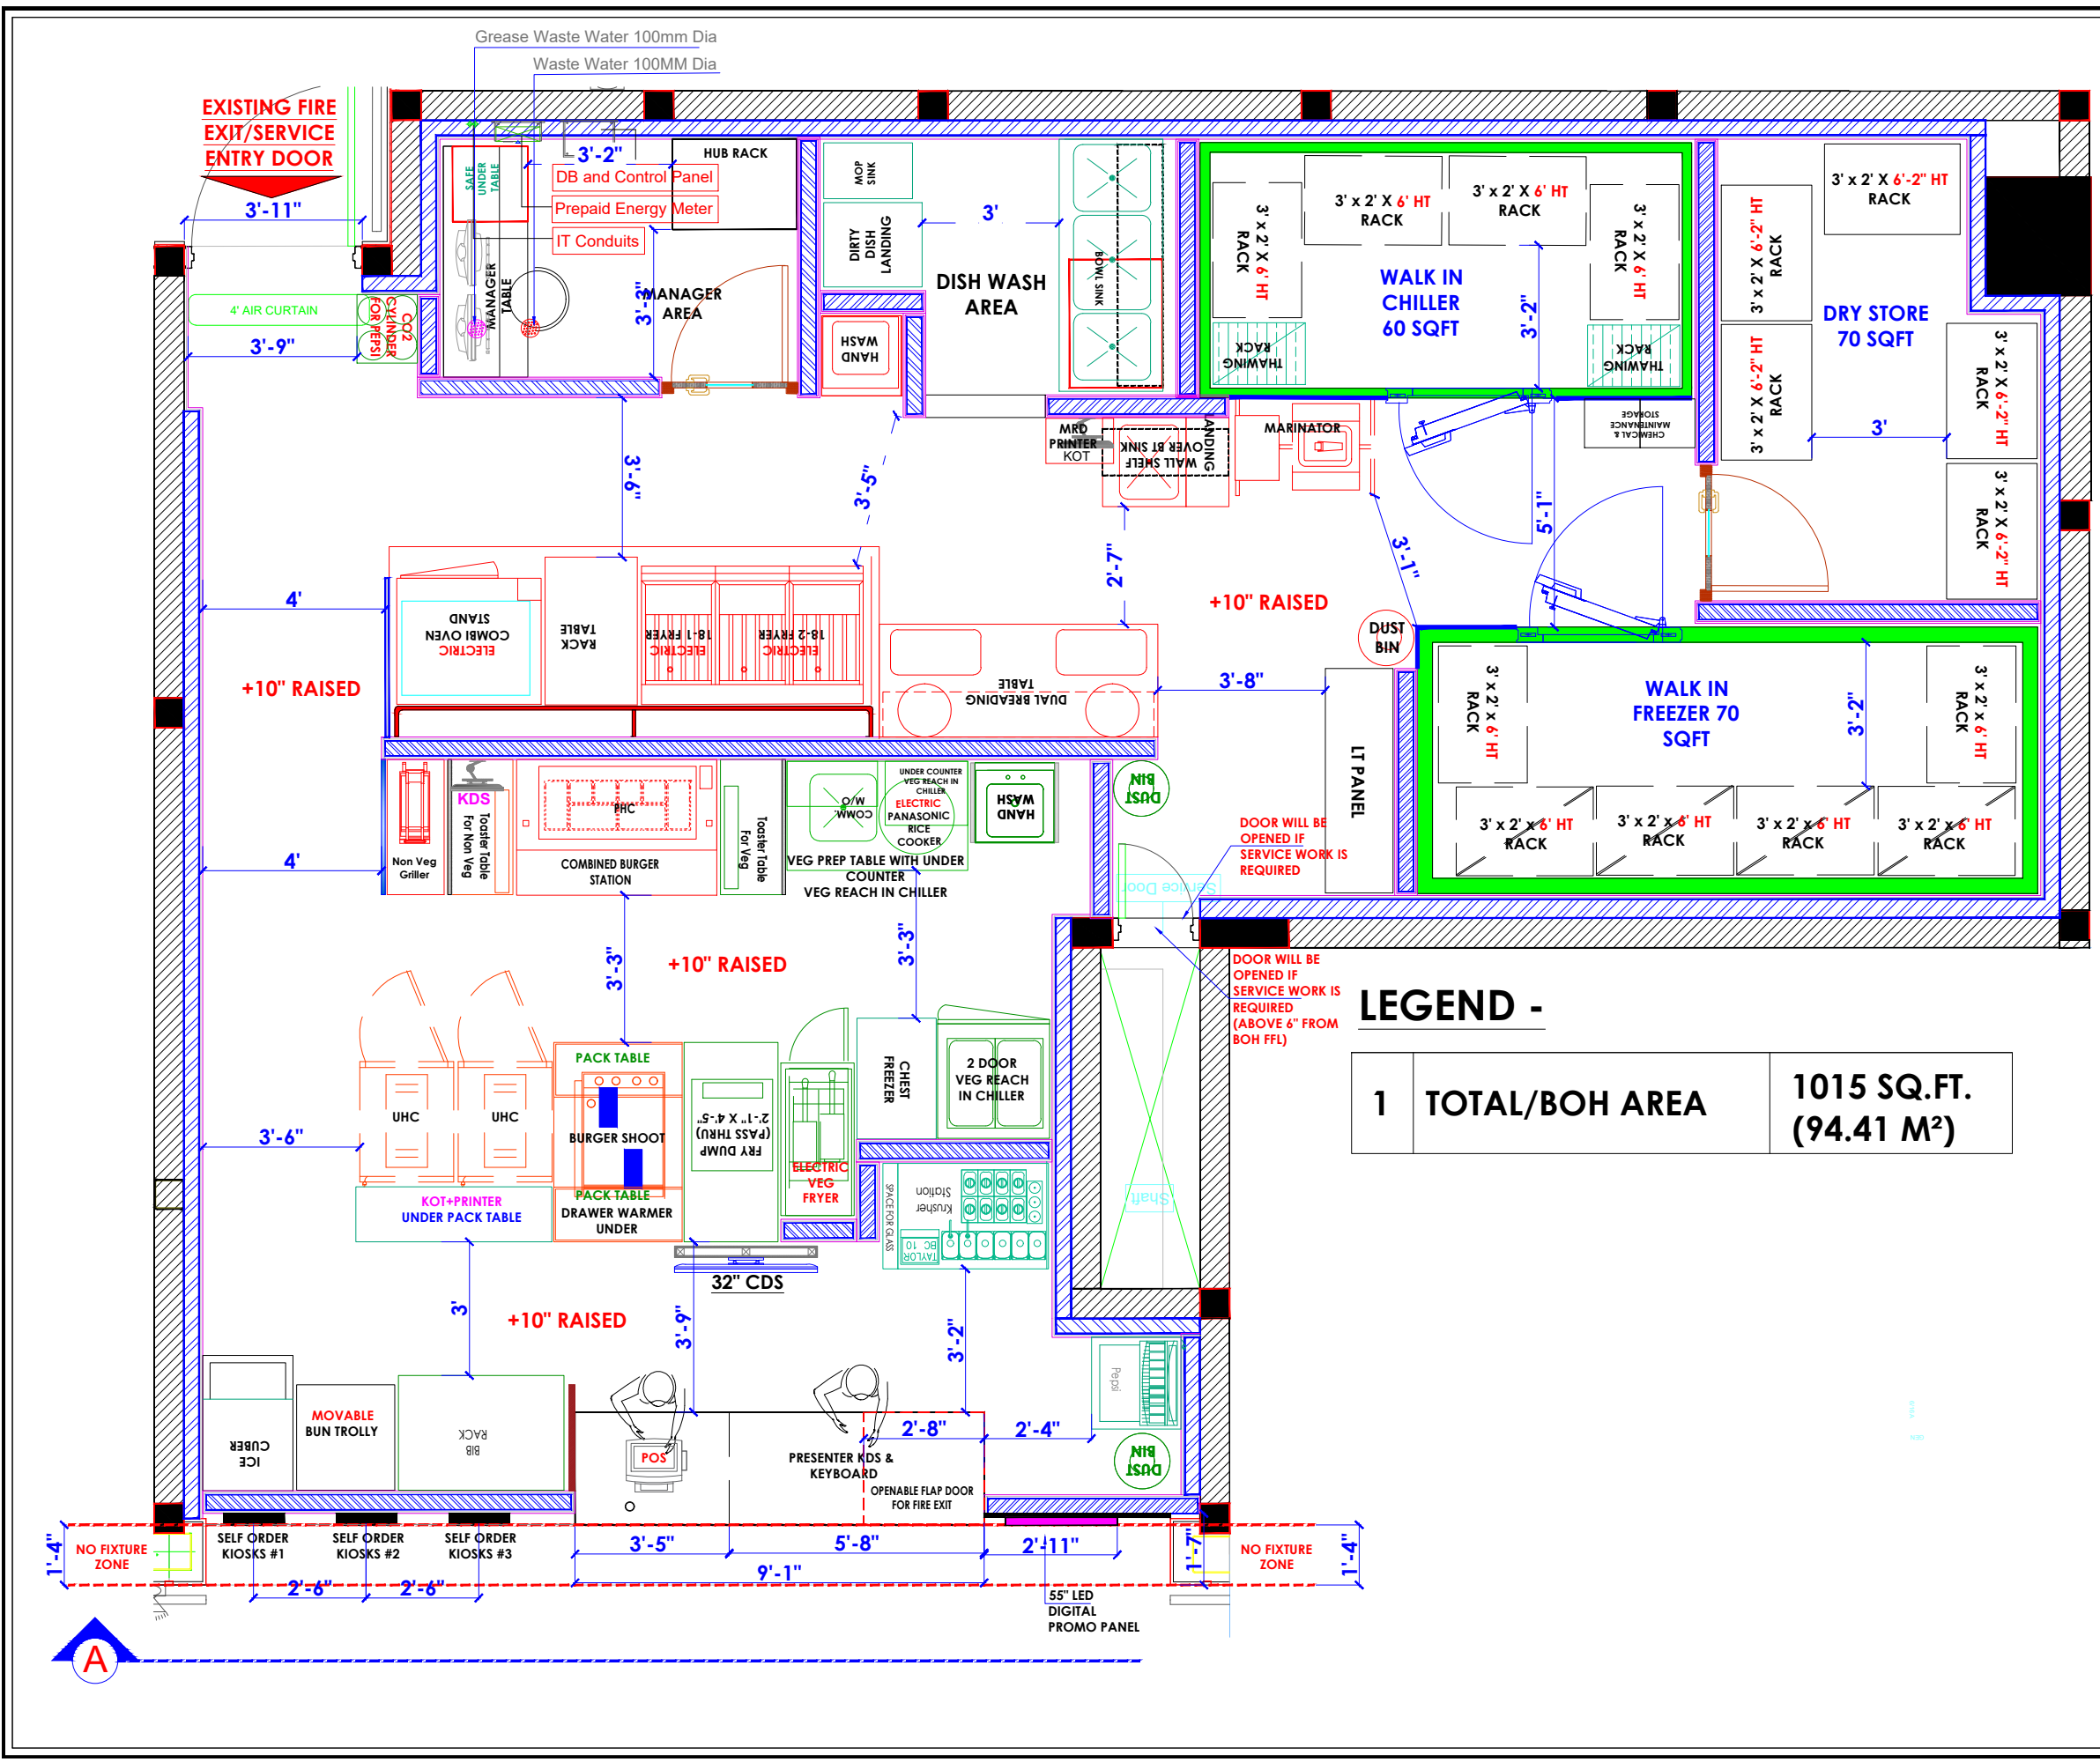 Grease Waste Water 100mm Dia
Waste Water 100MM Dia
EXISTING FIRE
EXIT/SERVICE
ENTRY DOOR
3'-11"
4' AIR CURTAIN
3'-9"
CO2
CYLINDER
FOR PEPSI
SAFE
UNDER
TABLE
3'-2"
HUB RACK
DB and Control Panel
Prepaid Energy Meter
IT Conduits
MANAGER
TABLE
3'-3"
MANAGER
AREA
MOP
SINK
DIRTY
DISH
LANDING
3'
DISH WASH
AREA
BOWL SINK
HAND
WASH
3' x 2' X 6' HT
RACK
3' x 2' X 6' HT
RACK
3' x 2' X 6' HT
RACK
3' x 2' X 6' HT
RACK
WALK IN
CHILLER
60 SQFT
3'-2"
THAWING
RACK
THAWING
RACK
3' x 2' X 6'-2" HT
RACK
3' x 2' X 6'-2" HT
RACK
3' x 2' X 6'-2" HT
RACK
DRY STORE
70 SQFT
3' x 2' X 6'-2" HT
RACK
3' x 2' X 6'-2" HT
RACK
3'
MRD
PRINTER
KOT
WALL SHELF
OVER BT SINK
LANDING
MARINATOR
CHEMICAL &
MAINTENANCE
STORAGE
3'-6"
3'-5"
2'-7"
3'-1"
5'-1"
+10" RAISED
4'
ELECTRIC
COMBI OVEN
STAND
RACK
TABLE
ELECTRIC
18-1 FRYER
ELECTRIC
18-2 FRYER
DUAL BREADING
TABLE
+10" RAISED
3'-8"
DUST
BIN
LT PANEL
3' x 2' x 6' HT
RACK
WALK IN
FREEZER 70
SQFT
3'-2"
3' x 2' x 6' HT
RACK
3' x 2' x 6' HT
RACK
3' x 2' x 6' HT
RACK
3' x 2' x 6' HT
RACK
3' x 2' x 6' HT
RACK
4'
Non Veg
Griller
KDS
Toaster Table
For Non Veg
PHC
COMBINED BURGER
STATION
Toaster Table
For Veg
COMW.
O/W
UNDER COUNTER
VEG REACH IN
CHILLER
ELECTRIC
PANASONIC
RICE
COOKER
HAND
WASH
DUST
BIN
VEG PREP TABLE WITH UNDER
COUNTER
VEG REACH IN CHILLER
DOOR WILL BE
OPENED IF
SERVICE WORK IS
REQUIRED
Service Door
DOOR WILL BE
OPENED IF
SERVICE WORK IS
REQUIRED
(ABOVE 6" FROM
BOH FFL)
3'-3"
+10" RAISED
3'-3"
LEGEND -
1 TOTAL/BOH AREA 1015 SQ.FT.
(94.41 M²)
UHC
UHC
PACK TABLE
BURGER SHOOT
PACK TABLE
DRAWER WARMER
UNDER
FRY DUMP
(PASS THRU)
2'-1" X 4'-5"
ELECTRIC
VEG
FRYER
CHEST
FREEZER
2 DOOR
VEG REACH
IN CHILLER
3'-6"
KOT+PRINTER
UNDER PACK TABLE
SPACE FOR GLASS
Krusher
Station
TAYLOR
BC 10
Shaft
32" CDS
3'
+10" RAISED
3'-9"
3'-2"
Pepsi
ICE
CUBER
MOVABLE
BUN TROLLY
BIB
RACK
POS
PRESENTER KDS &
KEYBOARD
2'-8"
2'-4"
OPENABLE FLAP DOOR
FOR FIRE EXIT
DUST
BIN
1'-4"
NO FIXTURE
ZONE
SELF ORDER
KIOSKS #1
SELF ORDER
KIOSKS #2
SELF ORDER
KIOSKS #3
2'-6"
2'-6"
3'-5"
5'-8"
9'-1"
2'-11"
1'-7"
NO FIXTURE
ZONE
1'-4"
55" LED
DIGITAL
PROMO PANEL
A